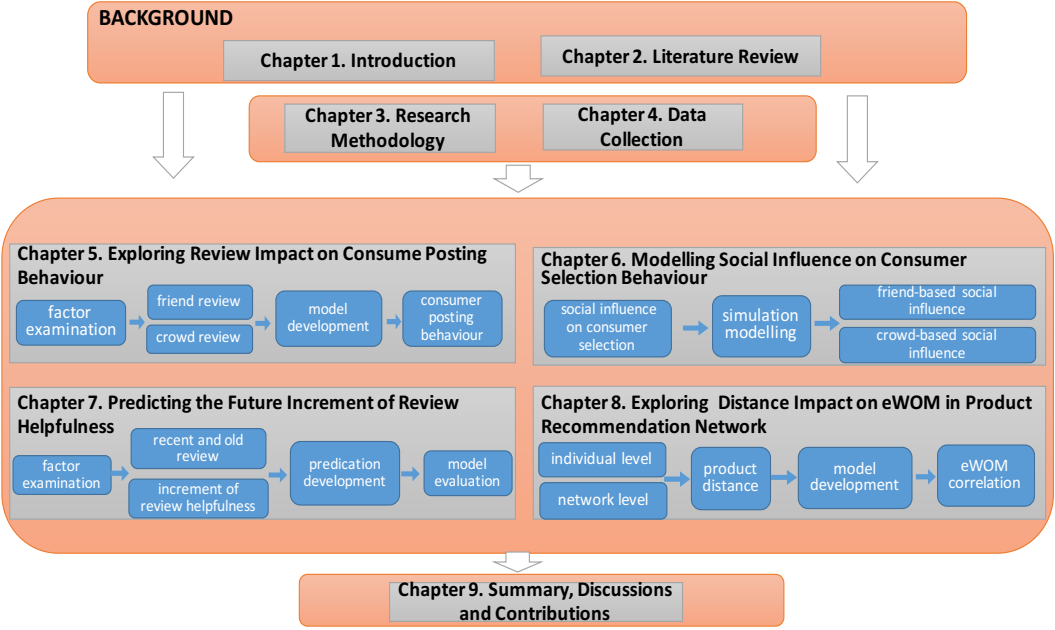 BACKGROUND
Chapter 1. Introduction
Chapter 2. Literature Review
Chapter 3. Research
Methodology
Chapter 4. Data
Collection
Chapter 5. Exploring Review Impact on Consume Posting
Behaviour
factor
examination
friend review
crowd review
model
development
consumer
posting
behaviour
Chapter 6. Modelling Social Influence on Consumer
Selection Behaviour
social influence
on consumer
selection
simulation
modelling
friend-based social
influence
crowd-based social
influence
Chapter 7. Predicting the Future Increment of Review
Helpfulness
factor
examination
recent and old
review
increment of
review helpfulness
predication
development
model
evaluation
Chapter 8. Exploring Distance Impact on eWOM in Product
Recommendation Network
individual level
network level
product
distance
model
development
eWOM
correlation
Chapter 9. Summary, Discussions
and Contributions